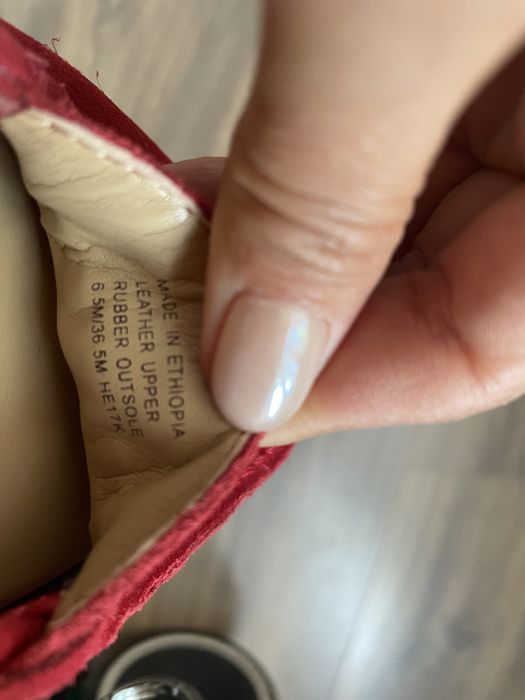 MADE IN ETHIOPIA
LEATHER UPPER
RUBBER OUTSOLE
6 5M/36 5M HE17K